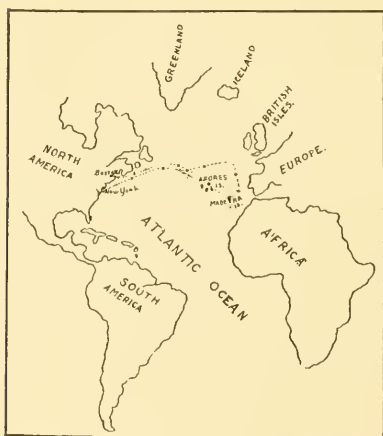 GREENLAND
ICELAND
BRITISH
ISLES.
NORTH
AMERICA
Boston
New York
EUROPE.
AZORES
IS.
MADEIRA
IS.
ATLANTIC OCEAN
AFRICA
SOUTH
AMERICA